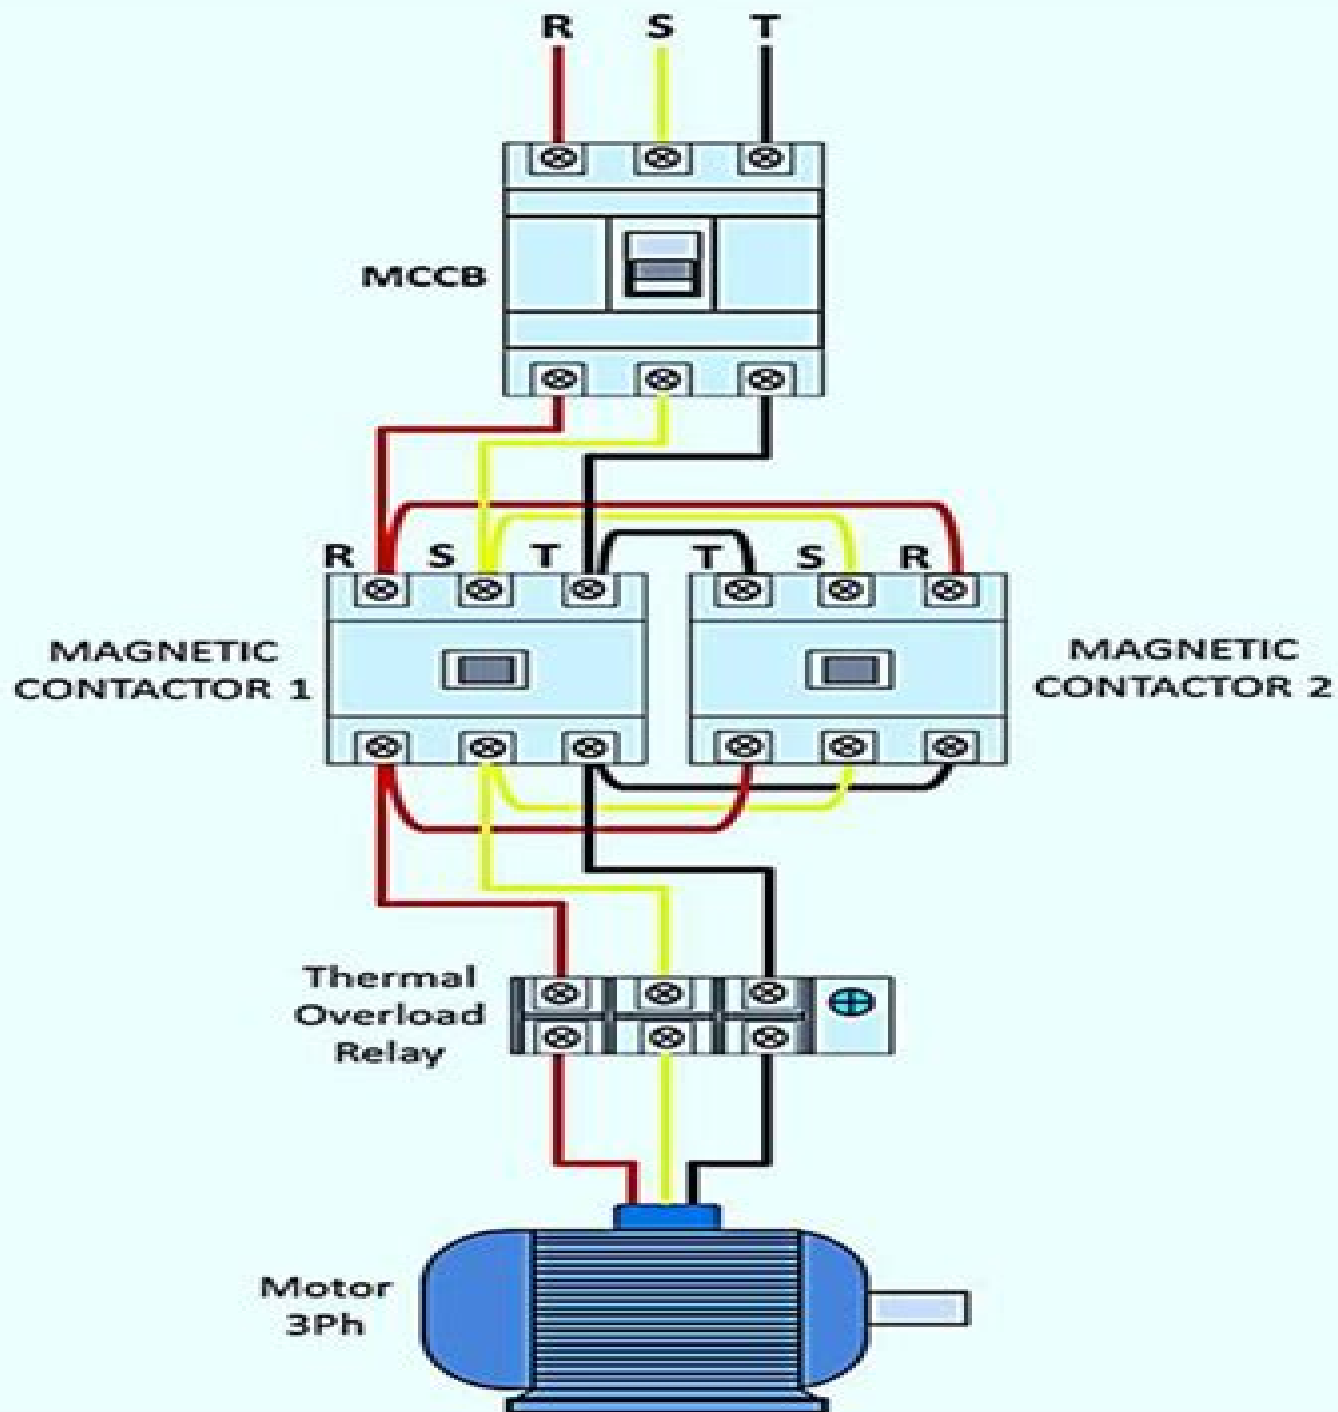 R S T
MCCB
R S T T S R
MAGNETIC
CONTACTOR 1
MAGNETIC
CONTACTOR 2
Thermal
Overload
Relay
Motor
3Ph